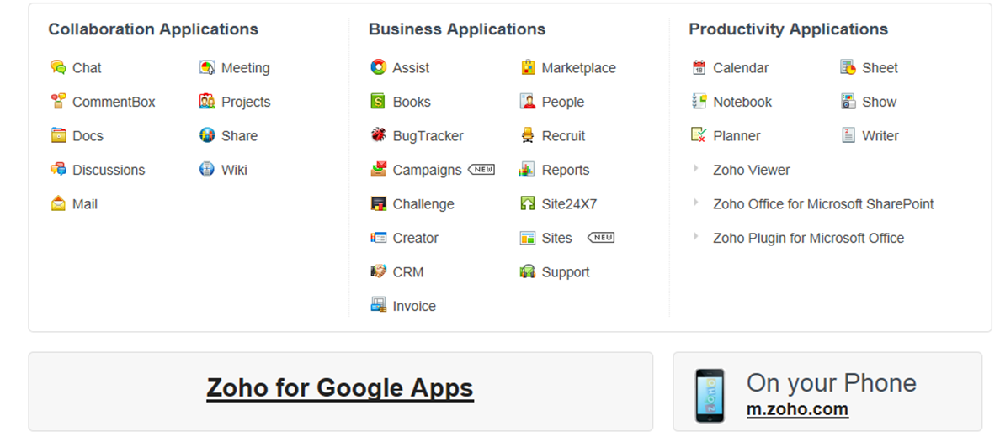 Collaboration Applications
Chat
Meeting
CommentBox
Projects
Docs
Share
Discussions
Wiki
Mail
Business Applications
Assist
Marketplace
Books
People
BugTracker
Recruit
Campaigns NEW
Reports
Challenge
Site24X7
Creator
Sites NEW
CRM
Support
Invoice
Productivity Applications
Calendar
Sheet
Notebook
Show
Planner
Writer
Zoho Viewer
Zoho Office for Microsoft SharePoint
Zoho Plugin for Microsoft Office
Zoho for Google Apps
ZOHO
On your Phone
m.zoho.com